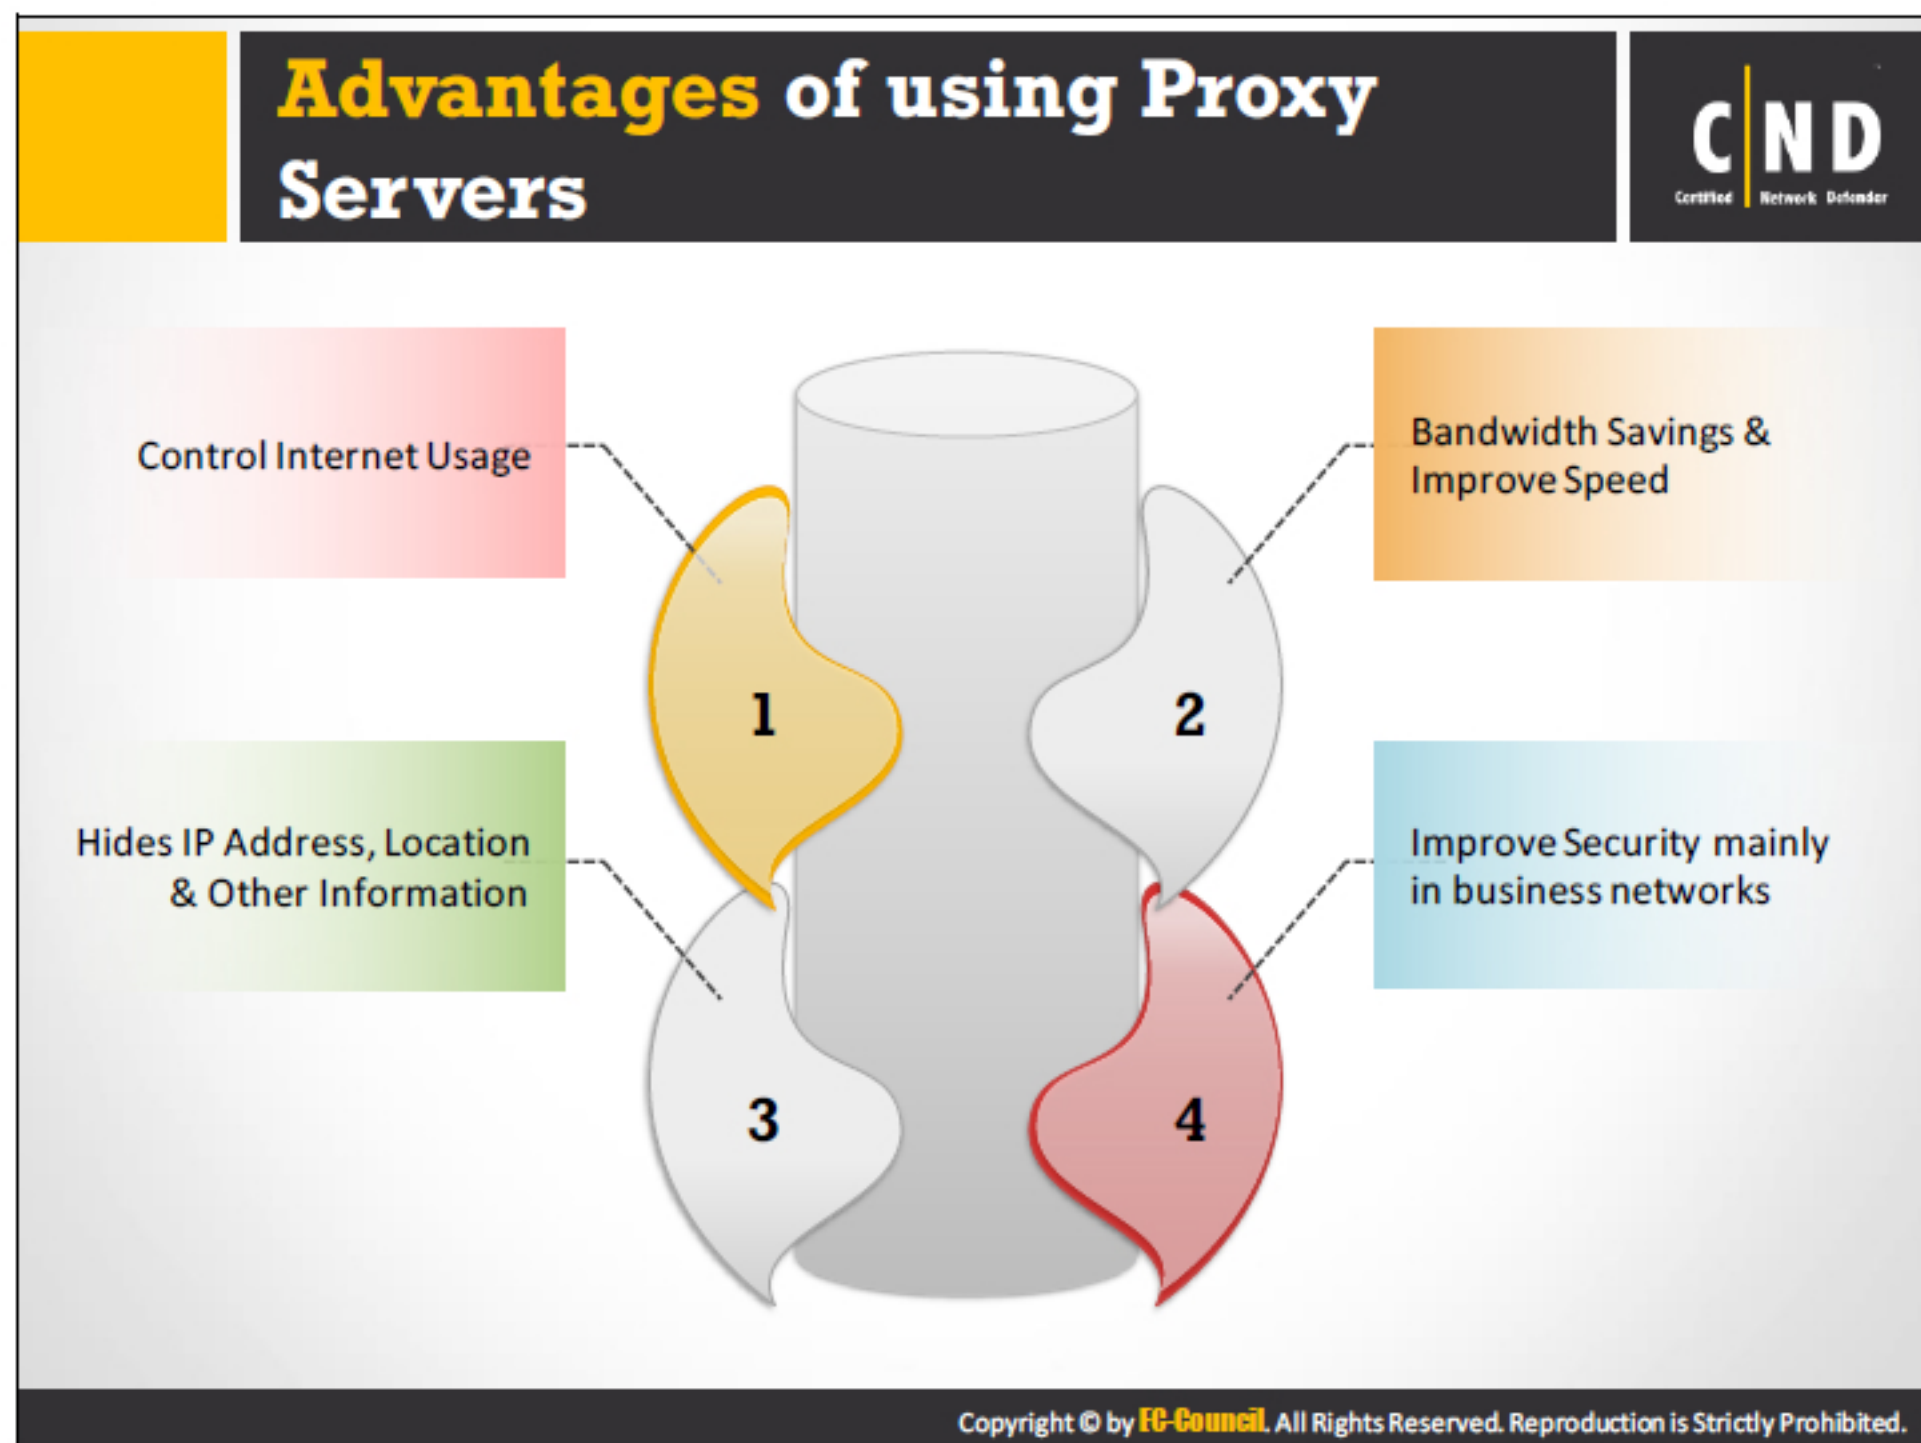 Advantages of using Proxy
Servers
C|ND
Certified Network Defender
Control Internet Usage
Bandwidth Savings &
Improve Speed
1
2
Hides IP Address, Location
& Other Information
Improve Security mainly
in business networks
3
4
Copyright © by EC-Council. All Rights Reserved. Reproduction is Strictly Prohibited.